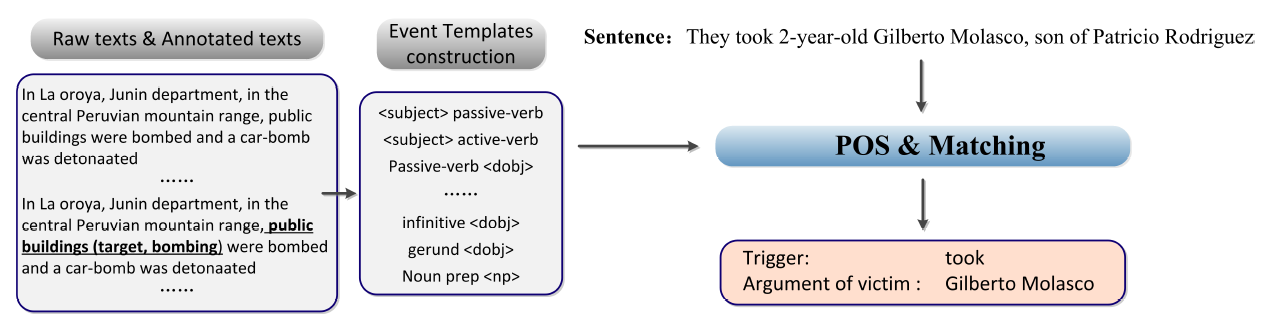 Raw texts & Annotated texts
In La oroya, Junin department, in the
central Peruvian mountain range, public
buildings were bombed and a car-bomb
was detonaated
……
In La oroya, Junin department, in the
central Peruvian mountain range, public
buildings (target, bombing) were bombed
and a car-bomb was detonaated
……
Event Templates
construction
<subject> passive-verb
<subject> active-verb
Passive-verb <dobj>
……
infinitive <dobj>
gerund <dobj>
Noun prep <np>
Sentence: They took 2-year-old Gilberto Molasco, son of Patricio Rodriguez
POS & Matching
Trigger: took
Argument of victim : Gilberto Molasco